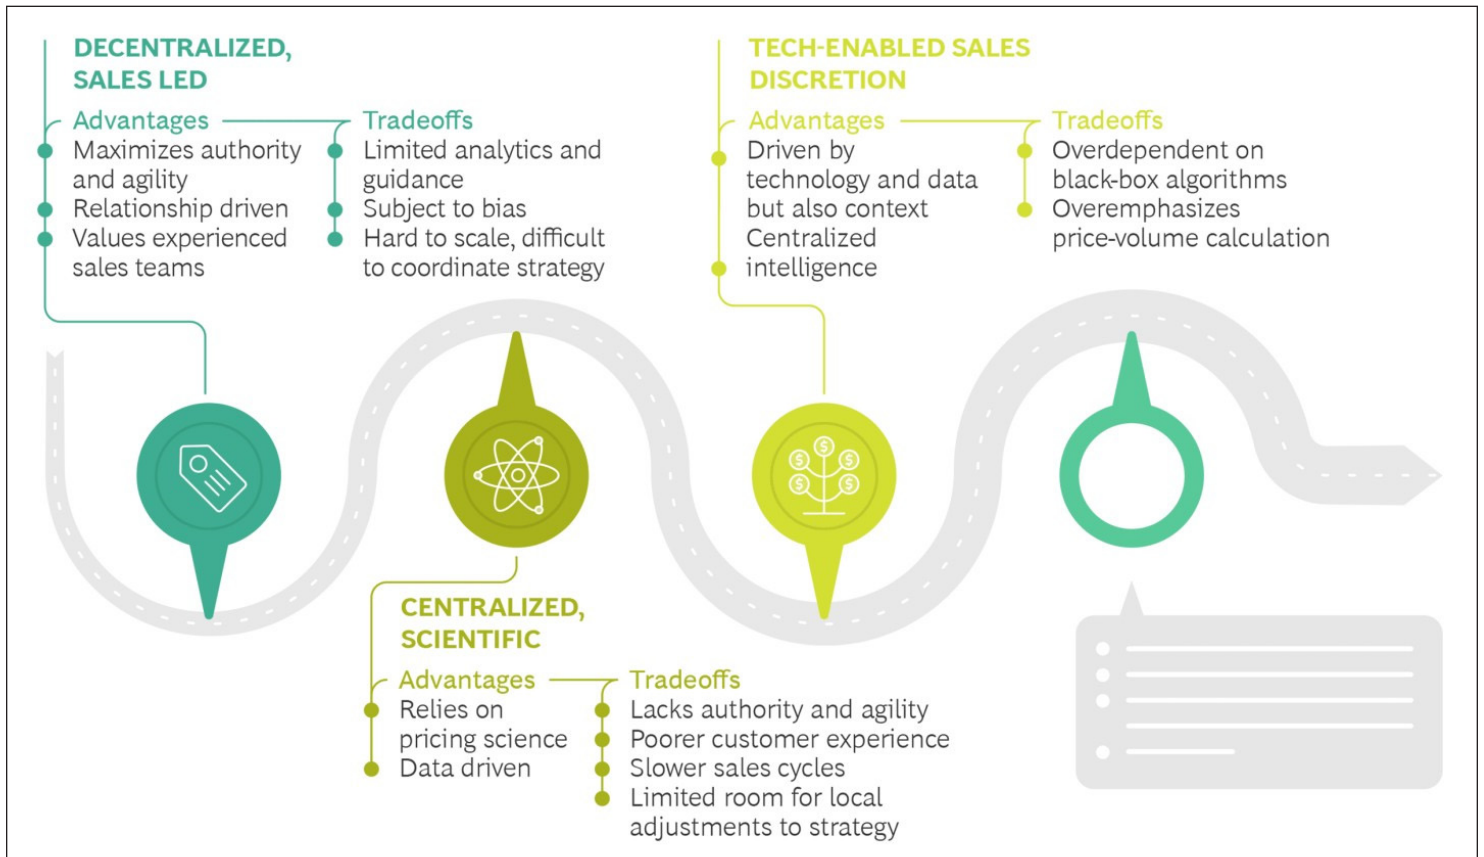 DECENTRALIZED,
SALES LED
Advantages
Maximizes authority
and agility
Relationship driven
Values experienced
sales teams
Tradeoffs
Limited analytics and
guidance
Subject to bias
Hard to scale, difficult
to coordinate strategy
TECH-ENABLED SALES
DISCRETION
Advantages
Driven by
technology and data
but also context
Centralized
intelligence
Tradeoffs
Overdependent on
black-box algorithms
Overemphasizes
price-volume calculation
$
$
$
$
$
CENTRALIZED,
SCIENTIFIC
Advantages
Relies on
pricing science
Data driven
Tradeoffs
Lacks authority and agility
Poorer customer experience
Slower sales cycles
Limited room for local
adjustments to strategy